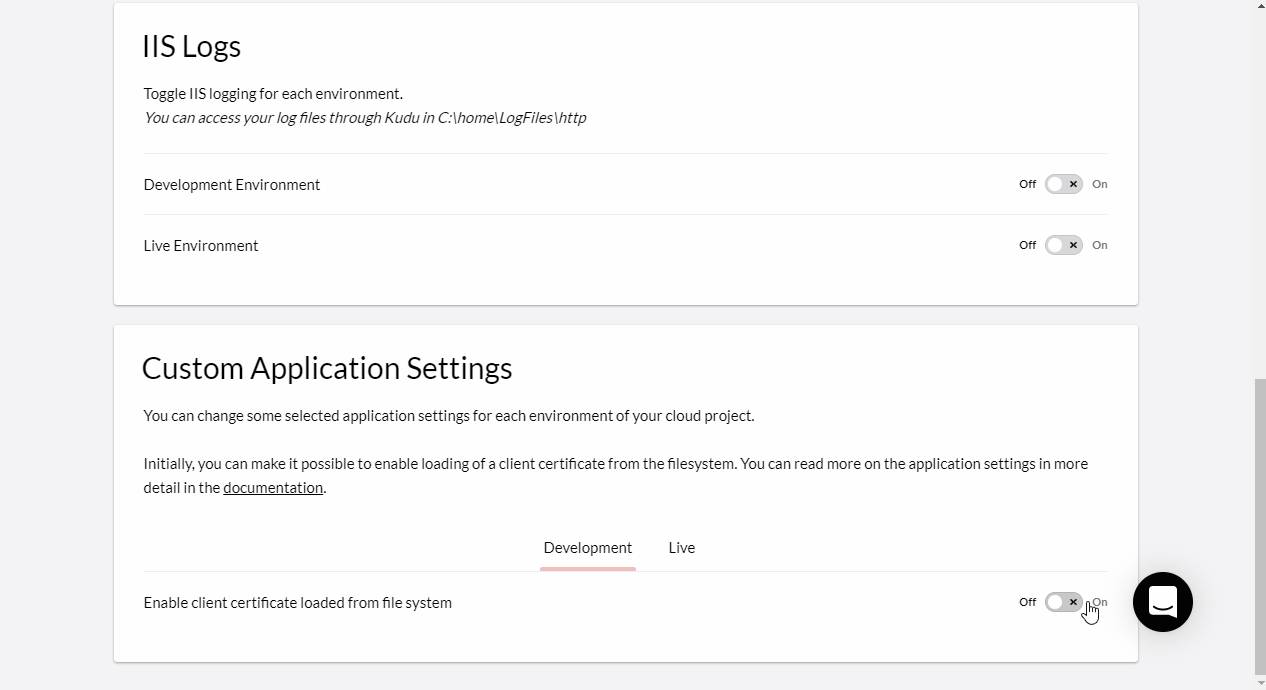 IIS Logs
Toggle IIS logging for each environment.
You can access your log files through Kudu in C:\home\LogFiles\http
Development Environment
Off On
Live Environment
Off On
Custom Application Settings
You can change some selected application settings for each environment of your cloud project.
Initially, you can make it possible to enable loading of a client certificate from the filesystem. You can read more on the application settings in more
detail in the documentation.
Development Live
Enable client certificate loaded from file system
Off On